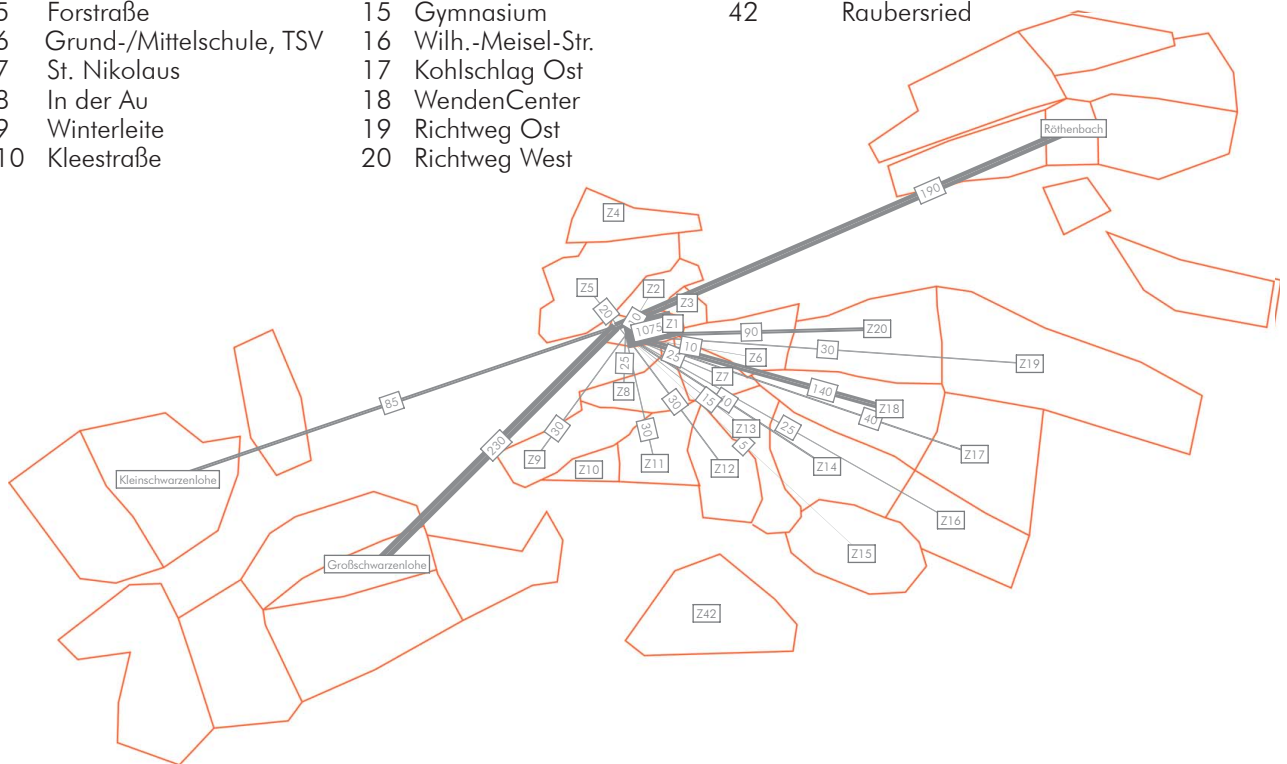 5 Forstraße
6 Grund-/Mittelschule, TSV
7 St. Nikolaus
8 In der Au
9 Winterleite
10 Kleestraße
15 Gymnasium
16 Wilh.-Meisel-Str.
17 Kohlschlag Ost
18 WendenCenter
19 Richtweg Ost
20 Richtweg West
42 Raubersried
Röthenbach
190
Z4
Z5
Z2
20
Z3
1075
Z1
90
Z20
10
30
Z6
Z19
25
25
Z7
Z8
140
85
30
15
Z18
40
30
30
Z13
25
230
Z9
Z10
Z11
Z12
15
Z14
Z17
Kleinschwarzenlohe
Z16
Großschwarzenlohe
Z15
Z42